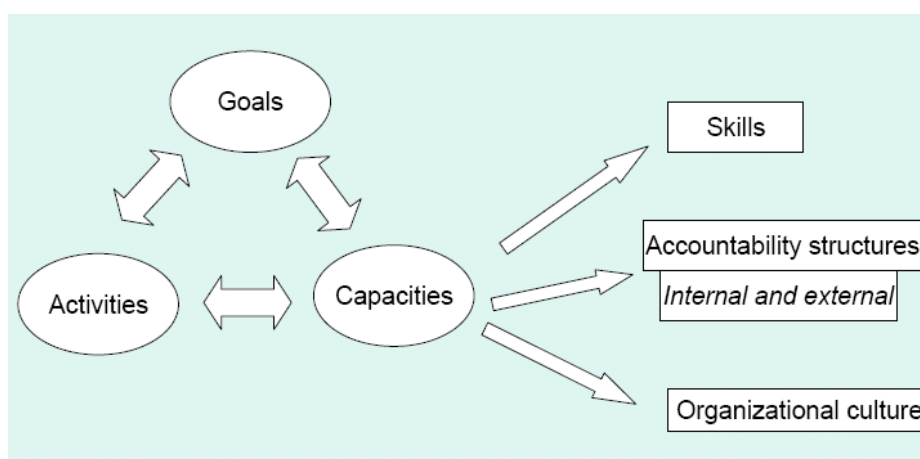 Goals
Skills
Accountability structures
Internal and external
Activities
Capacities
Organizational culture